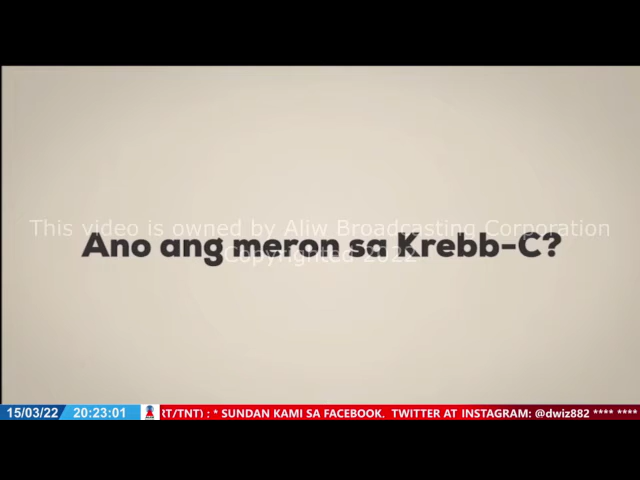 This video is owned by Aliw Broadcasting Corporation
Ano ang meron sa Krebb-C?
Copyrighted 2022
15/03/22 20:23:01 RT/TNT) : * SUNDAN KAMI SA FACEBOOK. TWITTER AT INSTAGRAM: @dwiz882 **** ****